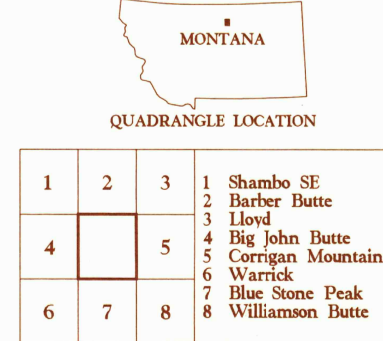 MONTANA
QUADRANGLE LOCATION
1 2 3
4 5
6 7 8
1 Shambo SE
2 Barber Butte
3 Lloyd
4 Big John Butte
5 Corrigan Mountain
6 Warrick
7 Blue Stone Peak
8 Williamson Butte